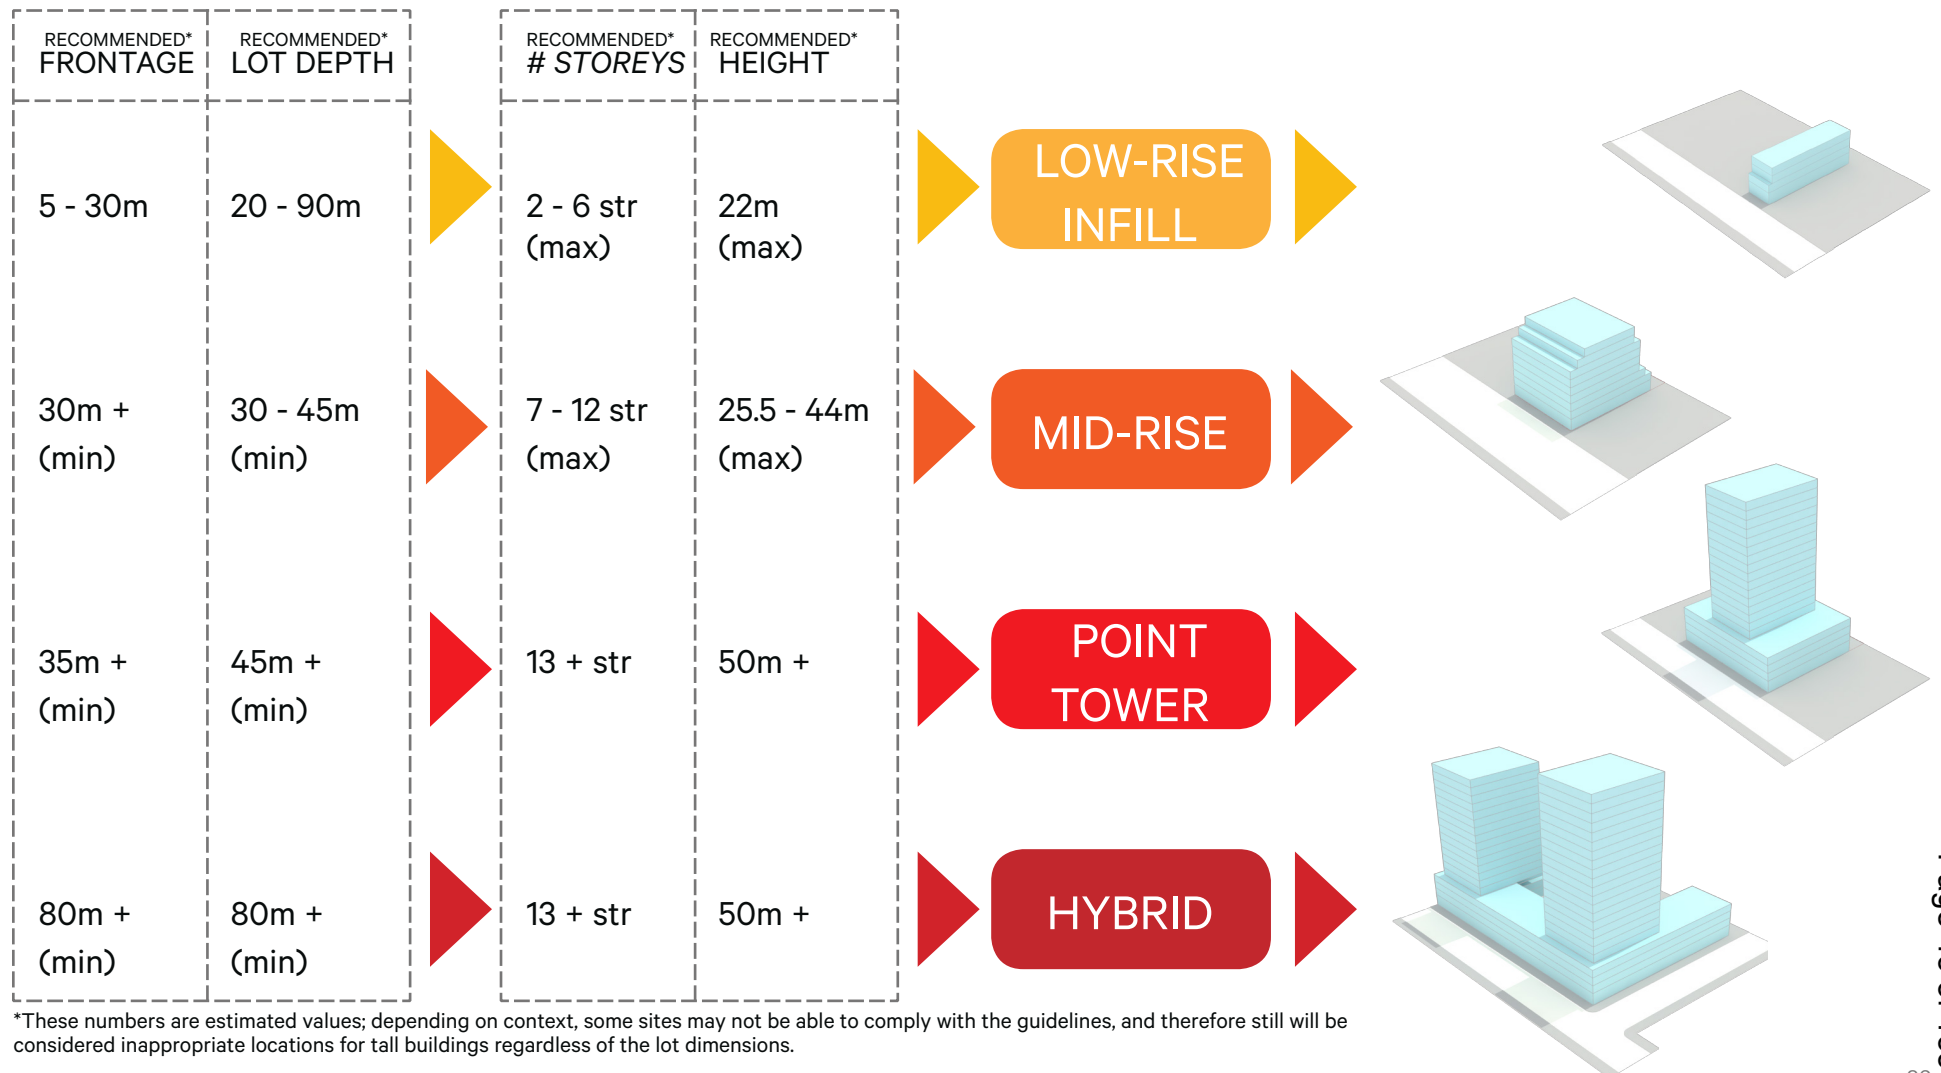 RECOMMENDED*
FRONTAGE
RECOMMENDED*
LOT DEPTH
RECOMMENDED*
# STOREYS
RECOMMENDED*
HEIGHT
5 - 30m
20 - 90m
2 - 6 str
(max)
22m
(max)
LOW-RISE
INFILL
30m +
(min)
30 - 45m
(min)
7 - 12 str
(max)
25.5 - 44m
(max)
MID-RISE
35m +
(min)
45m +
(min)
13 + str
50m +
POINT
TOWER
80m +
(min)
80m +
(min)
13 + str
50m +
HYBRID
*These numbers are estimated values; depending on context, some sites may not be able to comply with the guidelines, and therefore still will be
considered inappropriate locations for tall buildings regardless of the lot dimensions.